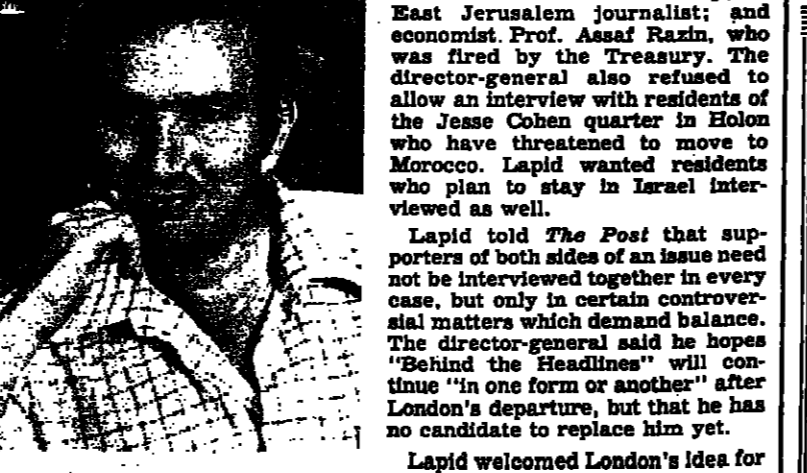 East Jerusalem journalist; and
economist. Prof. Assaf Razin, who
was fired by the Treasury. The
director-general also refused to
allow an interview with residents of
the Jesse Cohen quarter in Holon
who have threatened to move to
Morocco. Lapid wanted residents
who plan to stay in Israel inter-
viewed as well.
Lapid told The Post that sup-
porters of both sides of an issue need
not be interviewed together in every
case, but only in certain controver-
sial matters which demand balance.
The director-general said he hopes
"Behind the Headlines" will con-
tinue "in one form or another" after
London's departure, but that he has
no candidate to replace him yet.
Lapid welcomed London's idea for